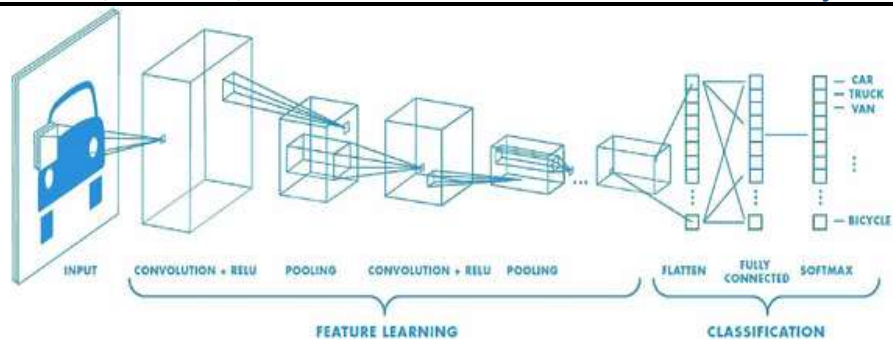 CAR
TRUCK
VAN
BICYCLE
INPUT CONVOLUTION + RELU POOLING CONVOLUTION + RELU POOLING FLATTEN FULLY CONNECTED SOFTMAX
FEATURE LEARNING CLASSIFICATION